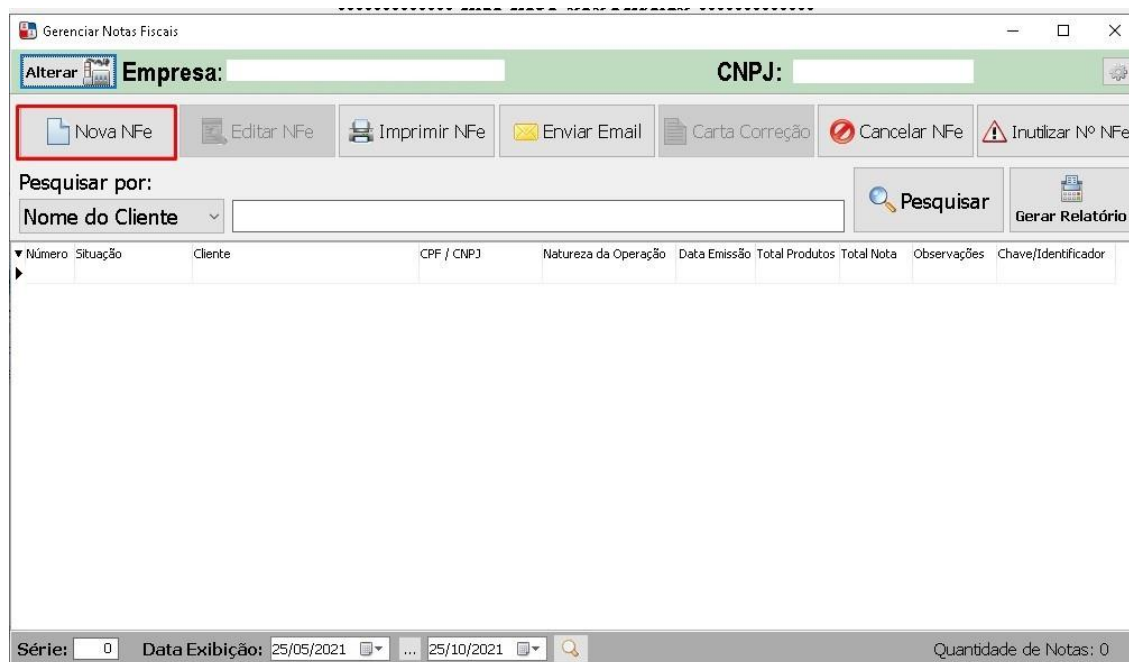 Gerenciar Notas Fiscais
Alterar Empresa: CNPJ:
Nova NFe Editar NFe Imprimir NFe Enviar Email Carta Correção Cancelar NFe Inutilizar Nº NFe
Pesquisar por:
Nome do Cliente Pesquisar Gerar Relatório
Número Situação Cliente CPF / CNPJ Natureza da Operação Data Emissão Total Produtos Total Nota Observações Chave/Identificador
Série: 0 Data Exibição: 25/05/2021 ... 25/10/2021 Quantidade de Notas: 0